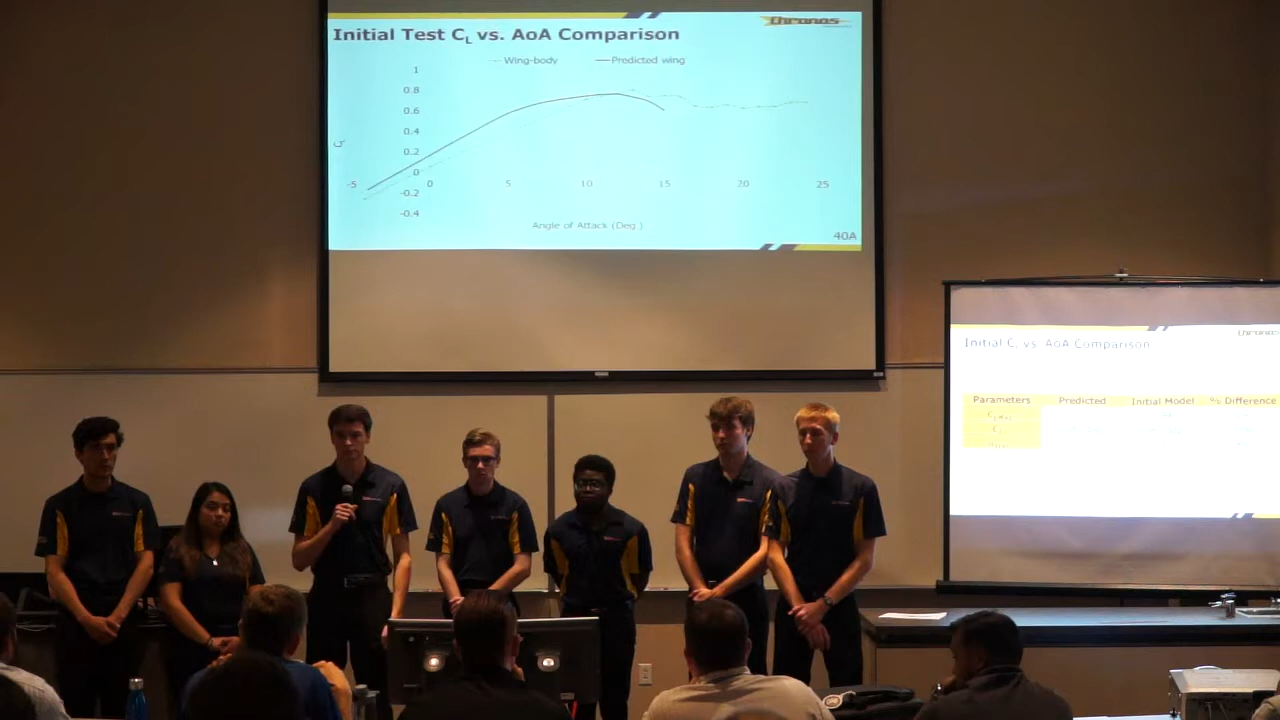 Chronos
Initial Test CL vs. AoA Comparison
Wing-body
Predicted wing
1
0.8
0.6
0.4
0.2
0
-0.2
-0.4
-5 0 5 10 15 20 25
Angle of Attack (Deg )
40A
Chronos
Initial CL vs. AoA Comparison
Parameters Predicted Initial Model % Difference